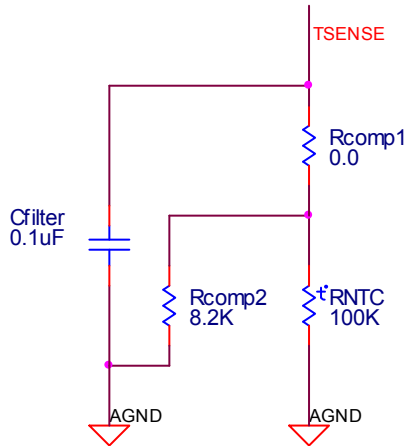 TSENSE
Rcomp1
0.0
Cfilter
0.1uF
Rcomp2
8.2K
t°
RNTC
100K
AGND
AGND